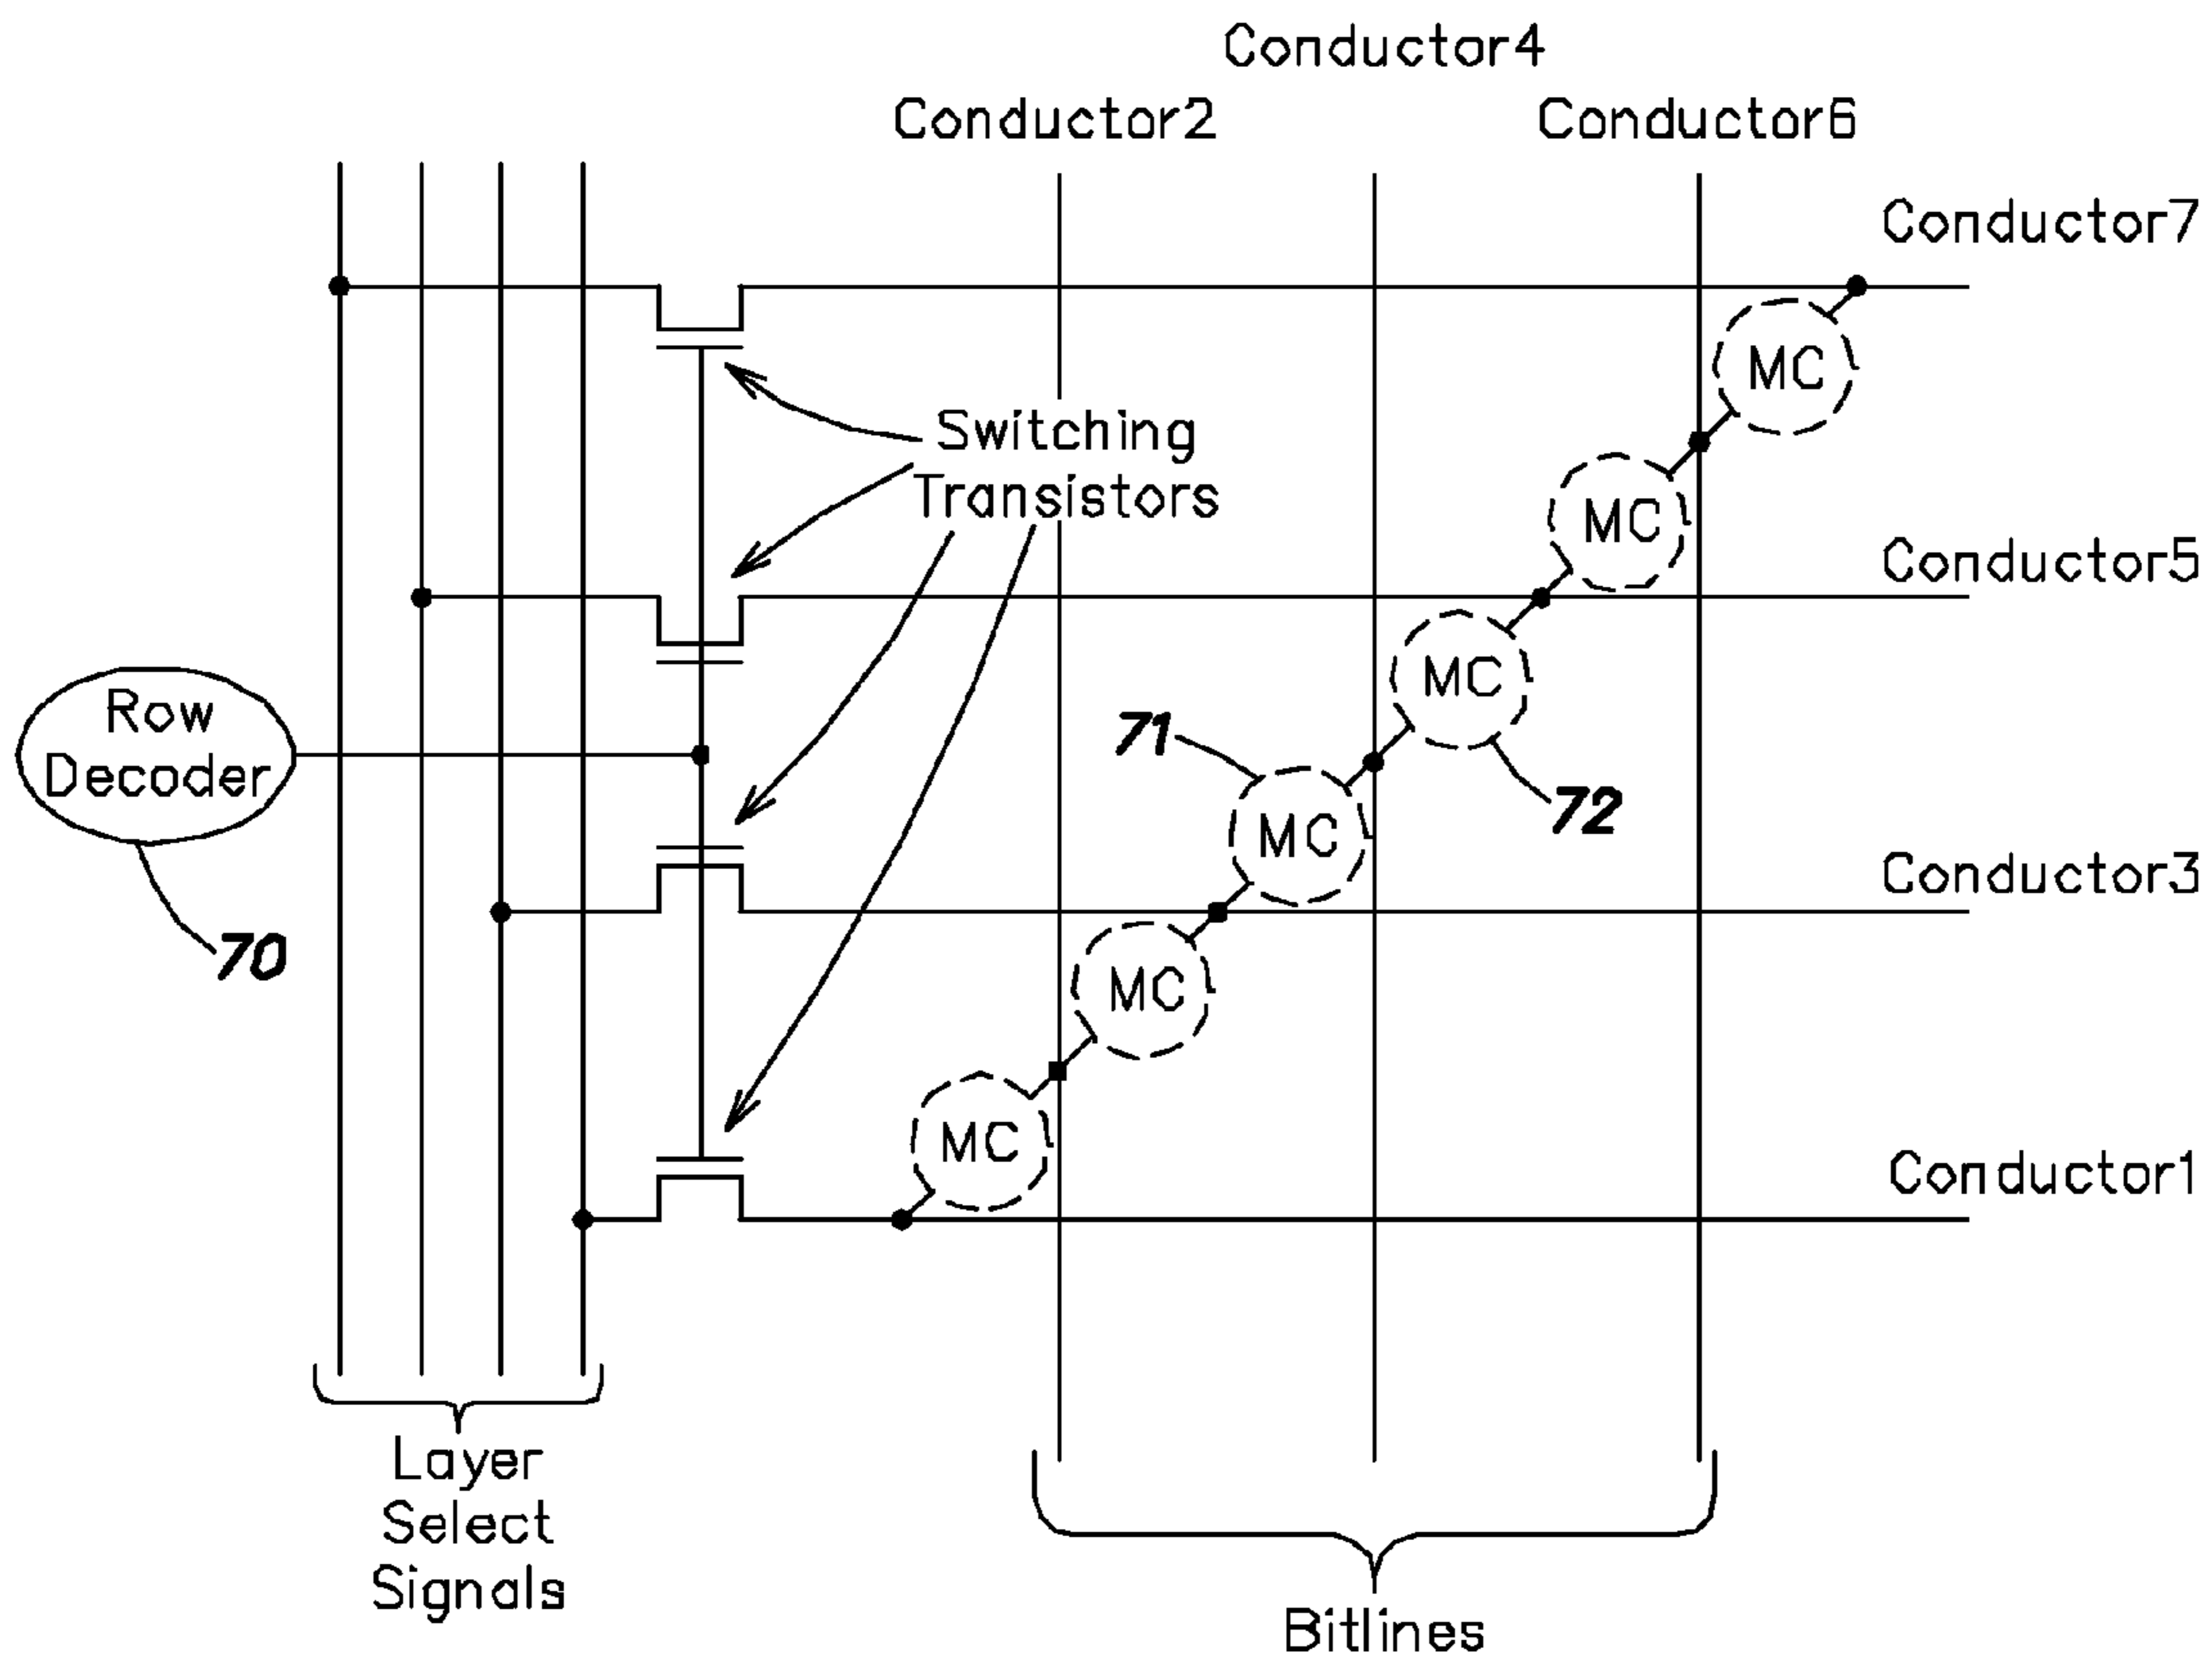 Conductor4
Conductor2
Conductor6
Conductor7
Switching
Transistors
Conductor5
Row
Decoder
MC
MC
MC
71
72
MC
Conductor3
70
MC
MC
Conductor1
Layer
Select
Signals
Bitlines